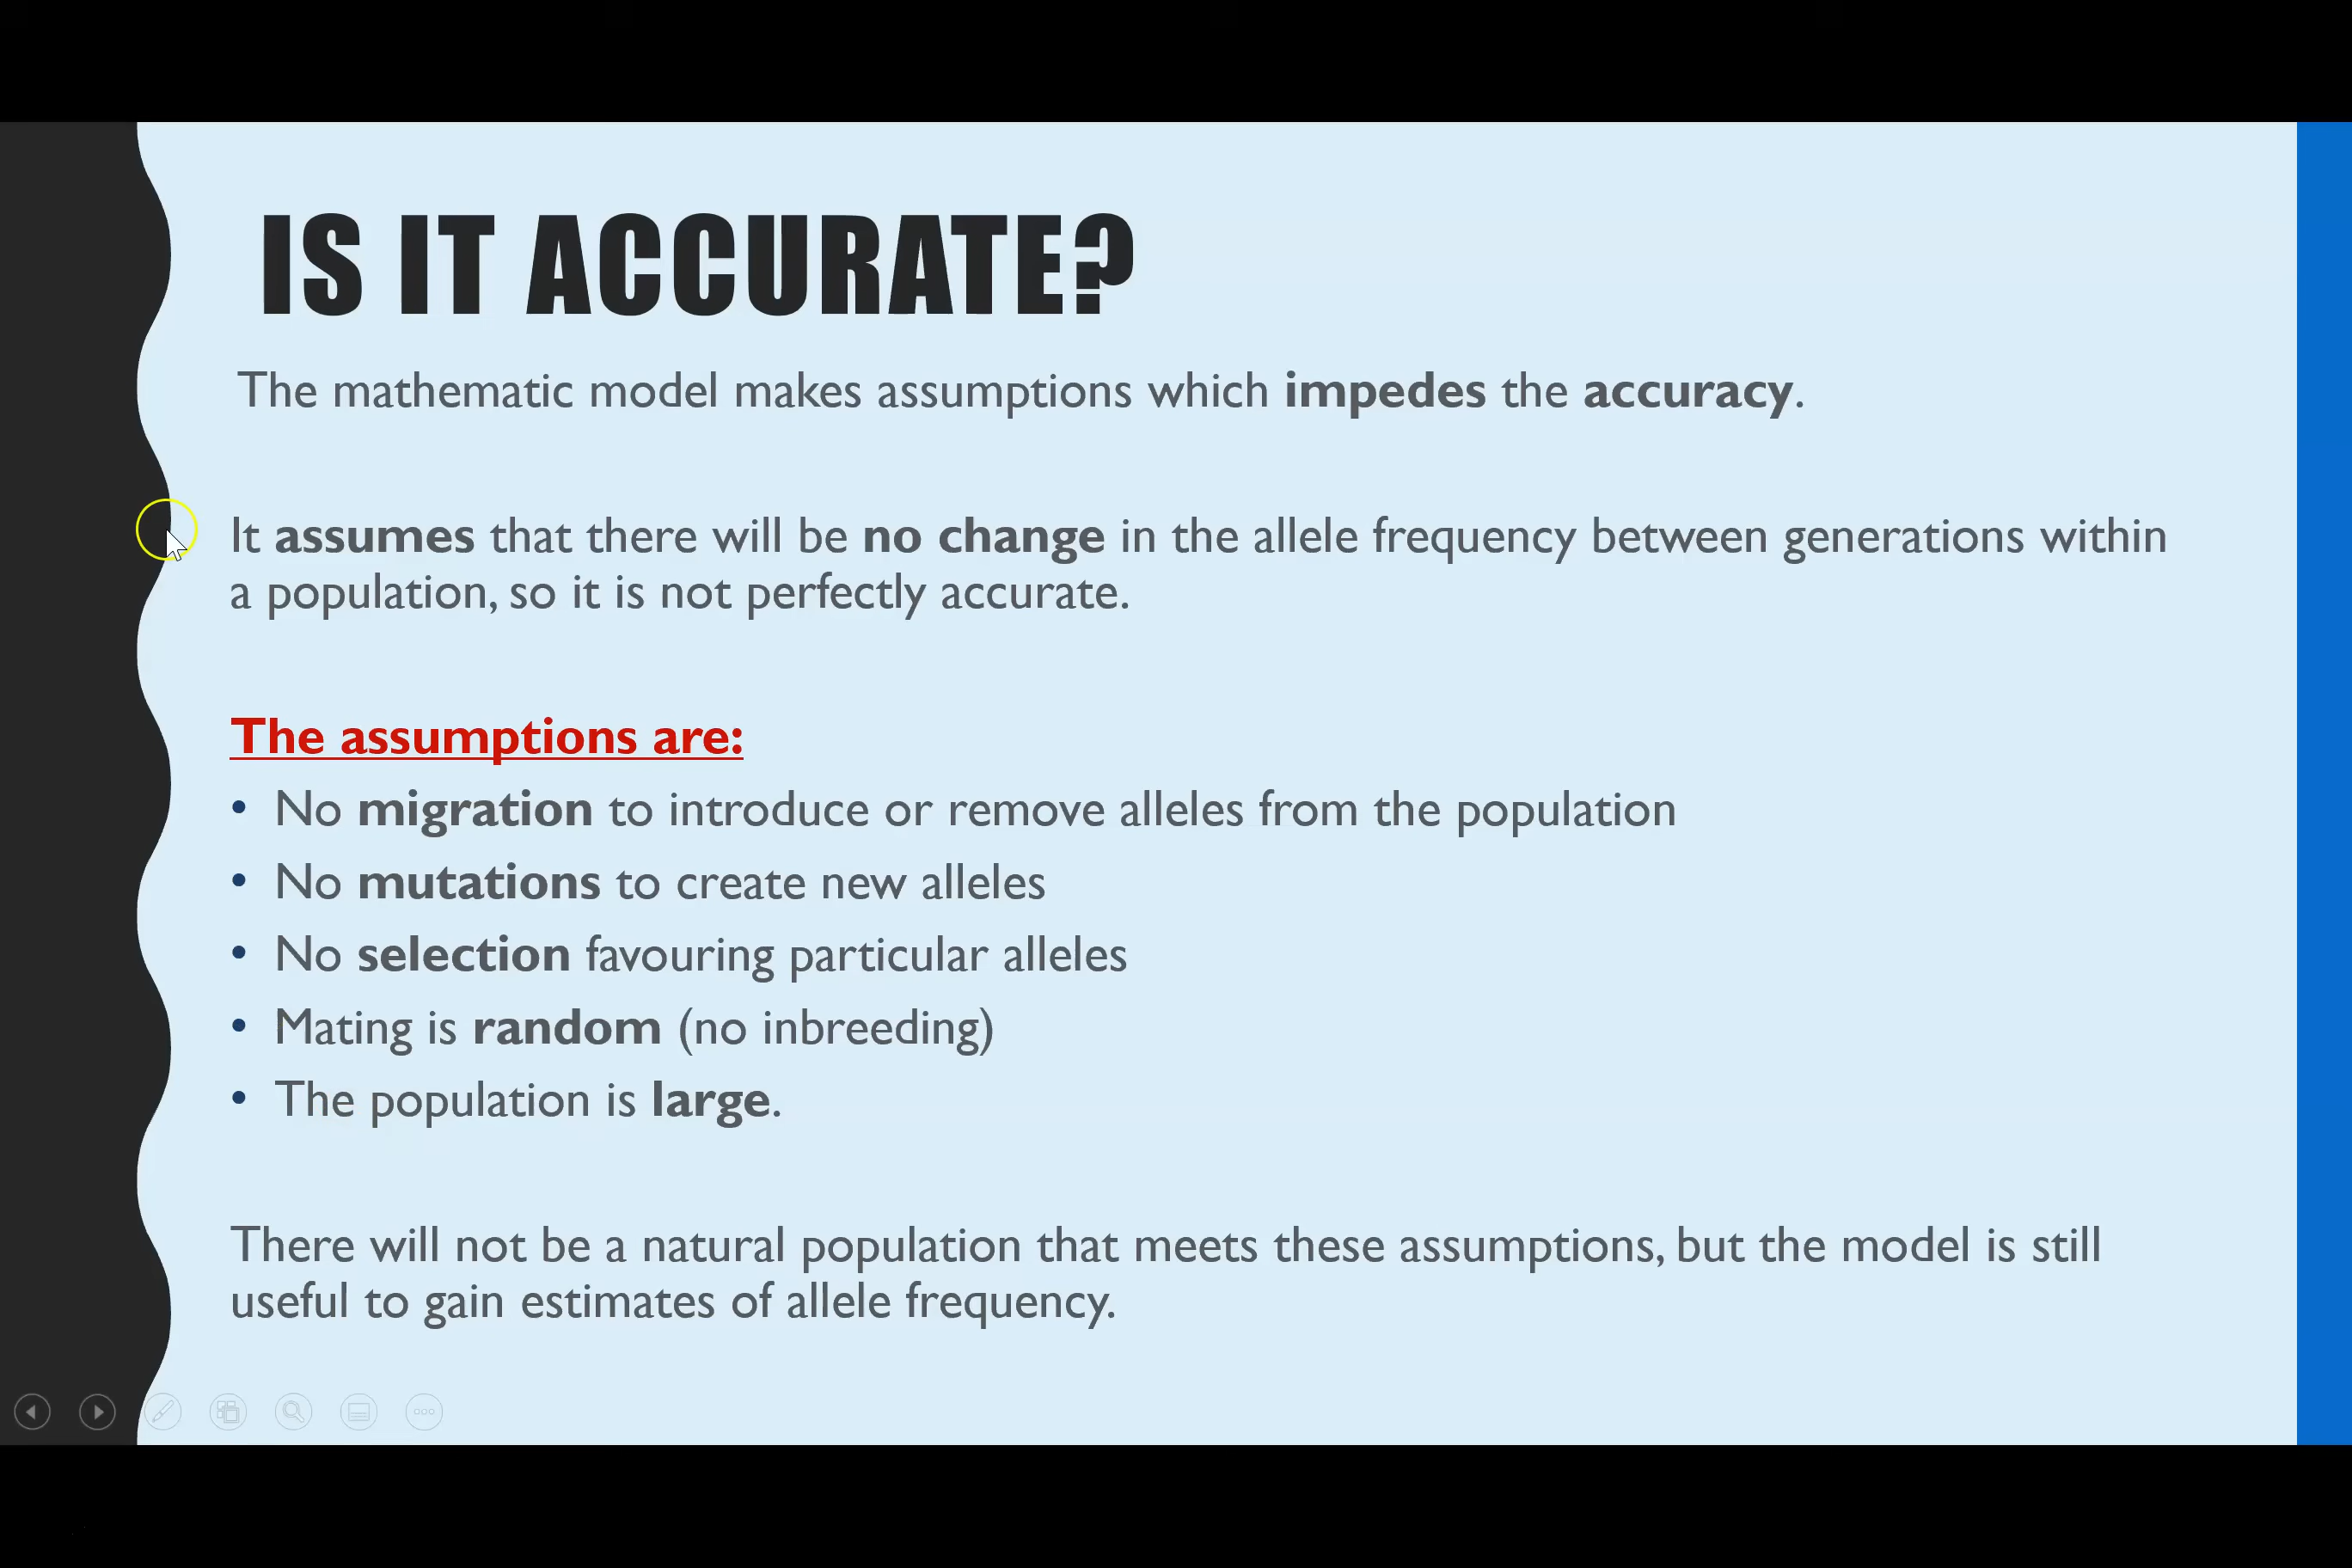 IS IT ACCURATE?
The mathematic model makes assumptions which impedes the accuracy.
It assumes that there will be no change in the allele frequency between generations within
a population, so it is not perfectly accurate.
The assumptions are:
• No migration to introduce or remove alleles from the population
• No mutations to create new alleles
• No selection favouring particular alleles
• Mating is random (no inbreeding)
• The population is large.
There will not be a natural population that meets these assumptions, but the model is still
useful to gain estimates of allele frequency.